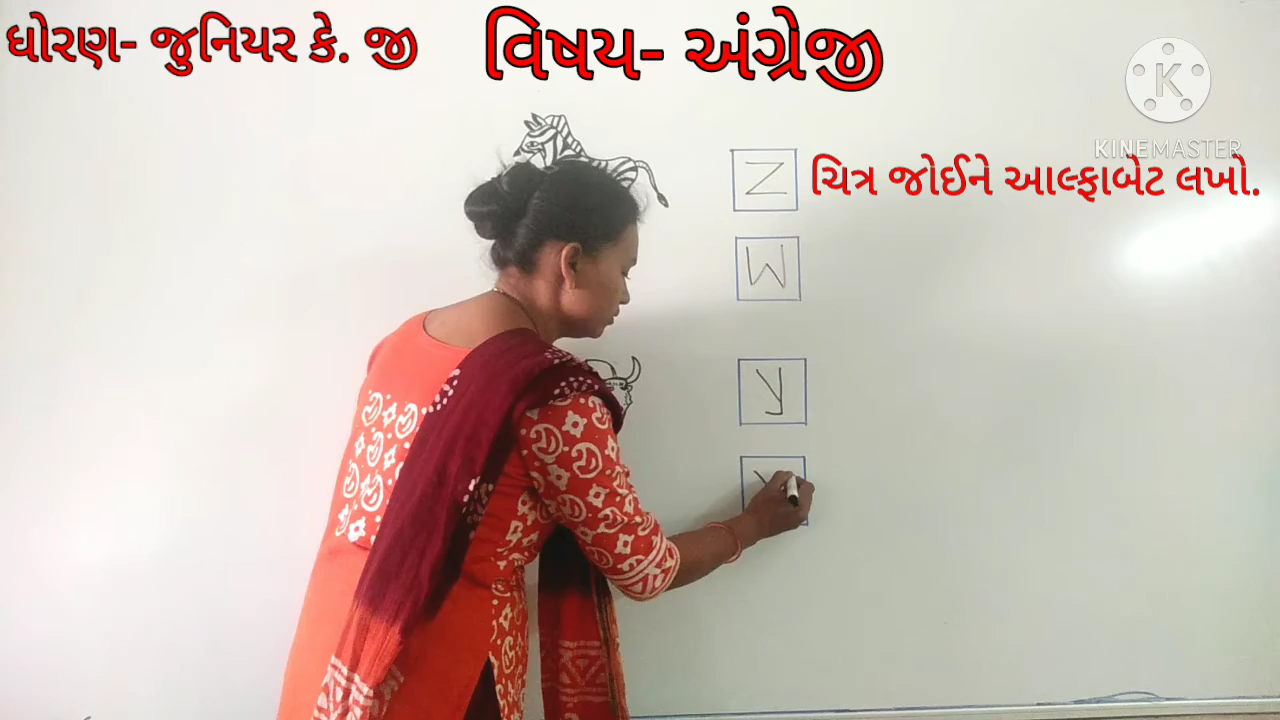 ધોરણ- જુનિયર કે. જી
વિષય- અંગ્રેજી
K
KINEMASTER
ચિત્ર જોઈને આલ્ફાબેટ લખો.
Z
W
y